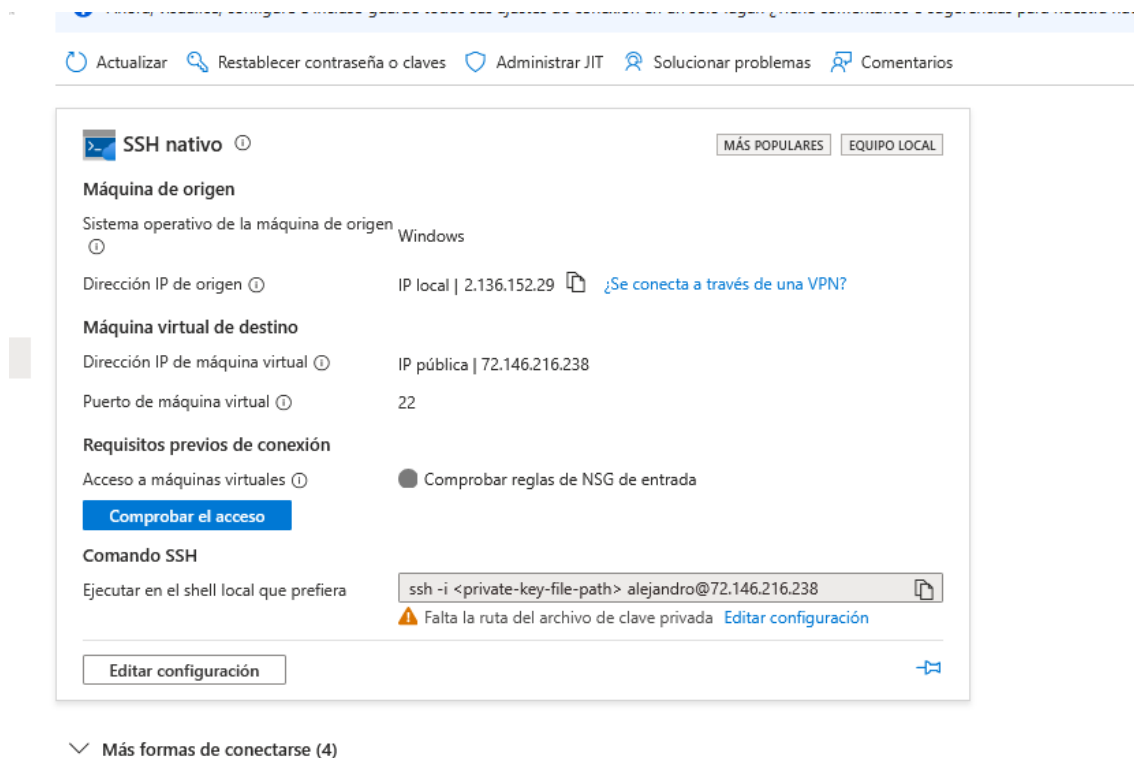 Actualizar Restablecer contraseña o claves Administrar JIT Solucionar problemas Comentarios
SSH nativo
MÁS POPULARES EQUIPO LOCAL
Máquina de origen
Sistema operativo de la máquina de origen Windows
Dirección IP de origen IP local | 2.136.152.29 ¿Se conecta a través de una VPN?
Máquina virtual de destino
Dirección IP de máquina virtual IP pública | 72.146.216.238
Puerto de máquina virtual 22
Requisitos previos de conexión
Acceso a máquinas virtuales Comprobar reglas de NSG de entrada
Comprobar el acceso
Comando SSH
Ejecutar en el shell local que prefiera ssh -i <private-key-file-path> alejandro@72.146.216.238
Falta la ruta del archivo de clave privada Editar configuración
Editar configuración
Más formas de conectarse (4)